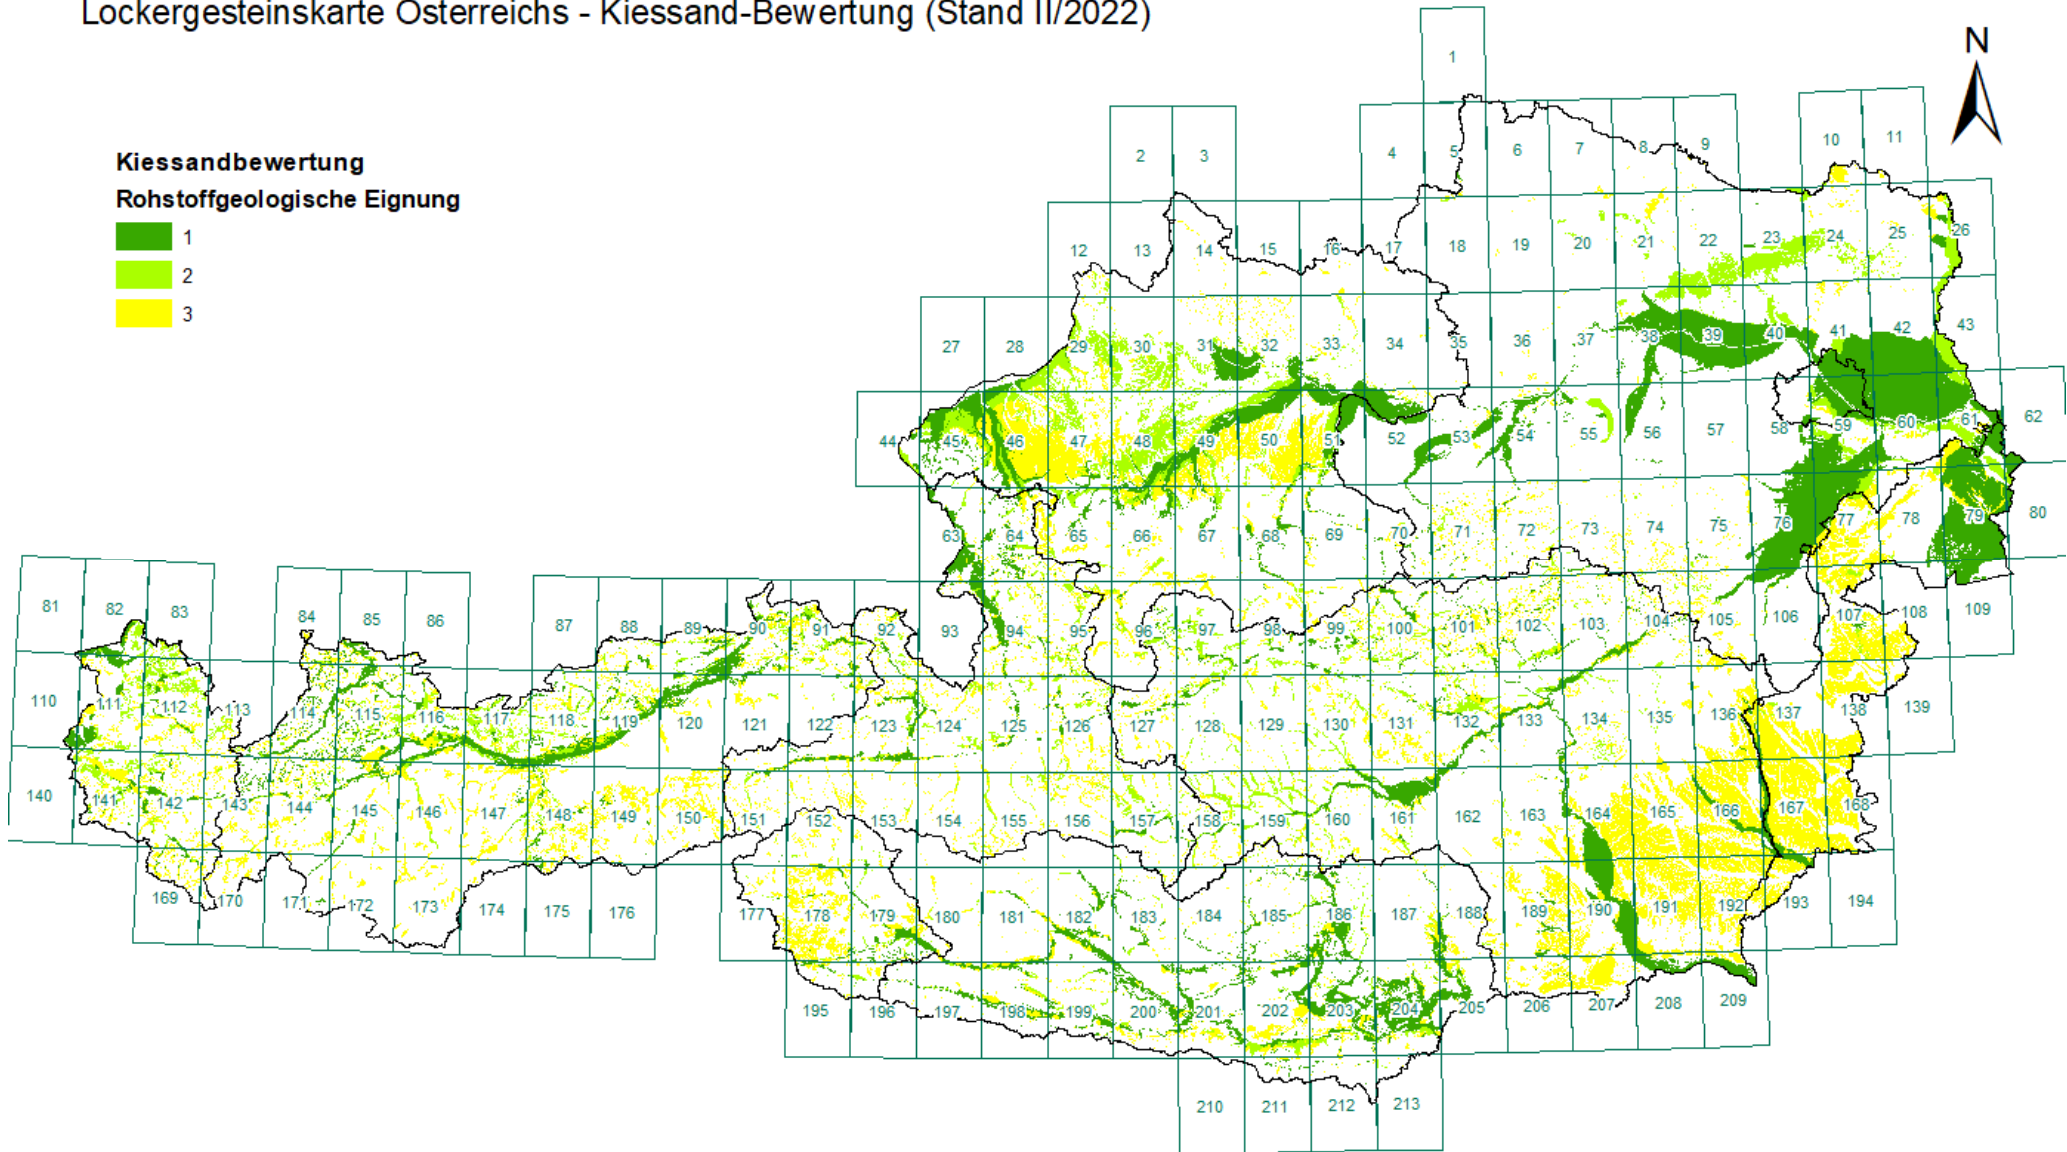 Lockergesteinskarte Österreichs - Kiessand-Bewertung (Stand II/2022)
N
Kiessandbewertung
Rohstoffgeologische Eignung
1
2
3
1
2 3 4 5 6 7 8 9 10 11
12 13 14 15 16 17 18 19 20 21 22 23 24 25 26
27 28 29 30 31 32 33 34 35 36 37 38 39 40 41 42 43
44 45 46 47 48 49 50 51 52 53 54 55 56 57 58 59 60 61 62
63 64 65 66 67 68 69 70 71 72 73 74 75 76 77 78 79 80
81 82 83 84 85 86 87 88 89 90 91 92 93 94 95 96 97 98 99 100 101 102 103 104 105 106 107 108 109
110 111 112 113 114 115 116 117 118 119 120 121 122 123 124 125 126 127 128 129 130 131 132 133 134 135 136 137 138 139
140 141 142 143 144 145 146 147 148 149 150 151 152 153 154 155 156 157 158 159 160 161 162 163 164 165 166 167 168
169 170 171 172 173 174 175 176 177 178 179 180 181 182 183 184 185 186 187 188 189 190 191 192 193 194
195 196 197 198 199 200 201 202 203 204 205 206 207 208 209
210 211 212 213